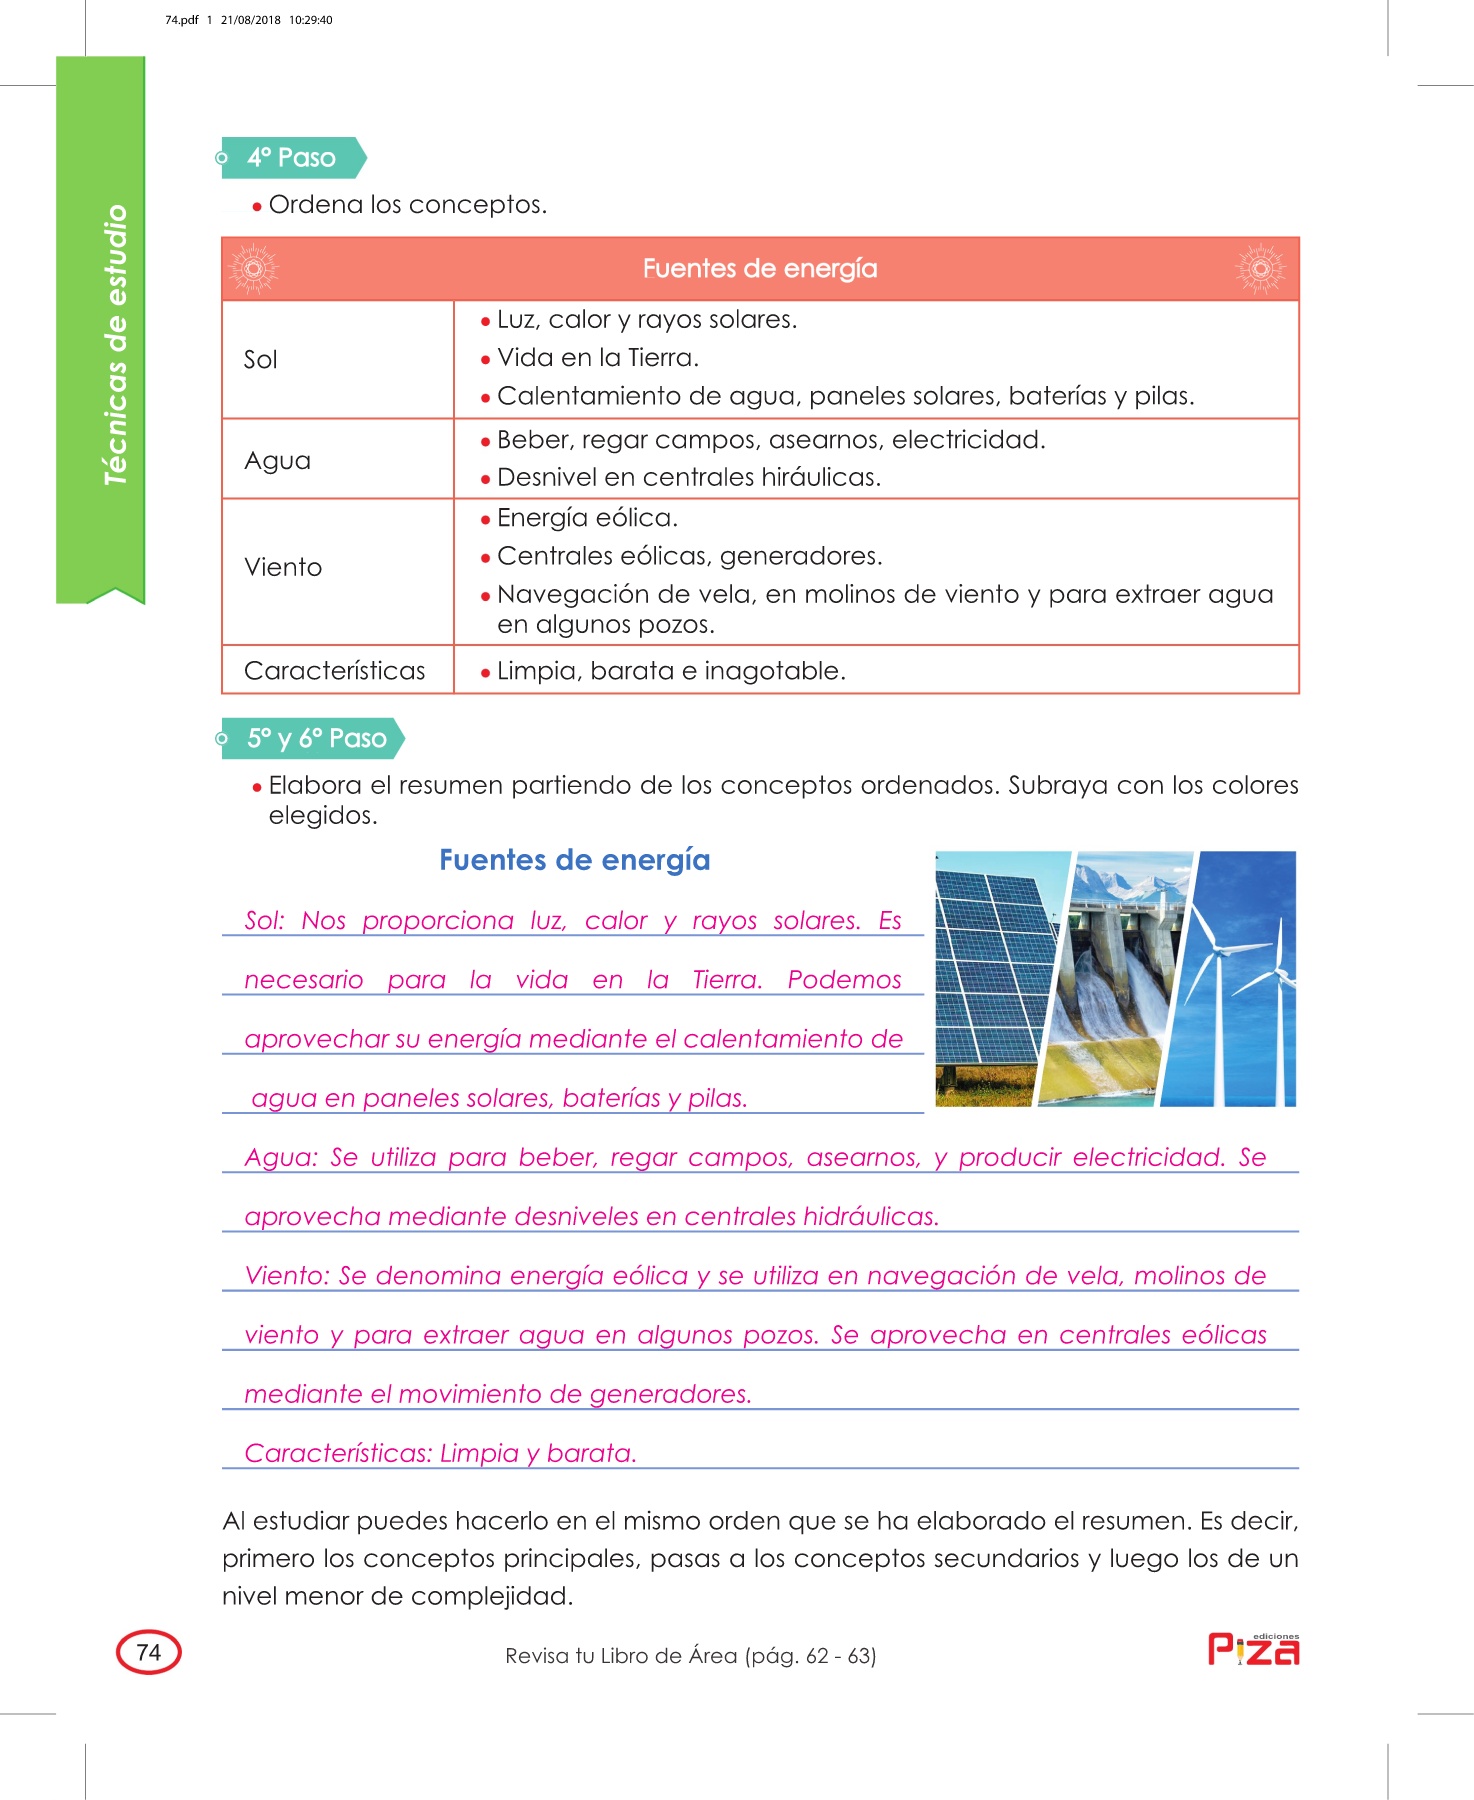 74.pdf 1 21/08/2018 10:29:40
Técnicas de estudio
4º Paso
• Ordena los conceptos.
Fuentes de energía
Sol
• Luz, calor y rayos solares.
• Vida en la Tierra.
• Calentamiento de agua, paneles solares, baterías y pilas.
Agua
• Beber, regar campos, asearnos, electricidad.
• Desnivel en centrales hiráulicas.
Viento
• Energía eólica.
• Centrales eólicas, generadores.
• Navegación de vela, en molinos de viento y para extraer agua
en algunos pozos.
Características
• Limpia, barata e inagotable.
5º y 6º Paso
• Elabora el resumen partiendo de los conceptos ordenados. Subraya con los colores
elegidos.
Fuentes de energía
Sol: Nos proporciona luz, calor y rayos solares. Es
necesario para la vida en la Tierra. Podemos
aprovechar su energía mediante el calentamiento de
agua en paneles solares, baterías y pilas.
Agua: Se utiliza para beber, regar campos, asearnos, y producir electricidad. Se
aprovecha mediante desniveles en centrales hidráulicas.
Viento: Se denomina energía eólica y se utiliza en navegación de vela, molinos de
viento y para extraer agua en algunos pozos. Se aprovecha en centrales eólicas
mediante el movimiento de generadores.
Características: Limpia y barata.
Al estudiar puedes hacerlo en el mismo orden que se ha elaborado el resumen. Es decir,
primero los conceptos principales, pasas a los conceptos secundarios y luego los de un
nivel menor de complejidad.
74
Revisa tu Libro de Área (pág. 62 - 63)
ediciones
Piza